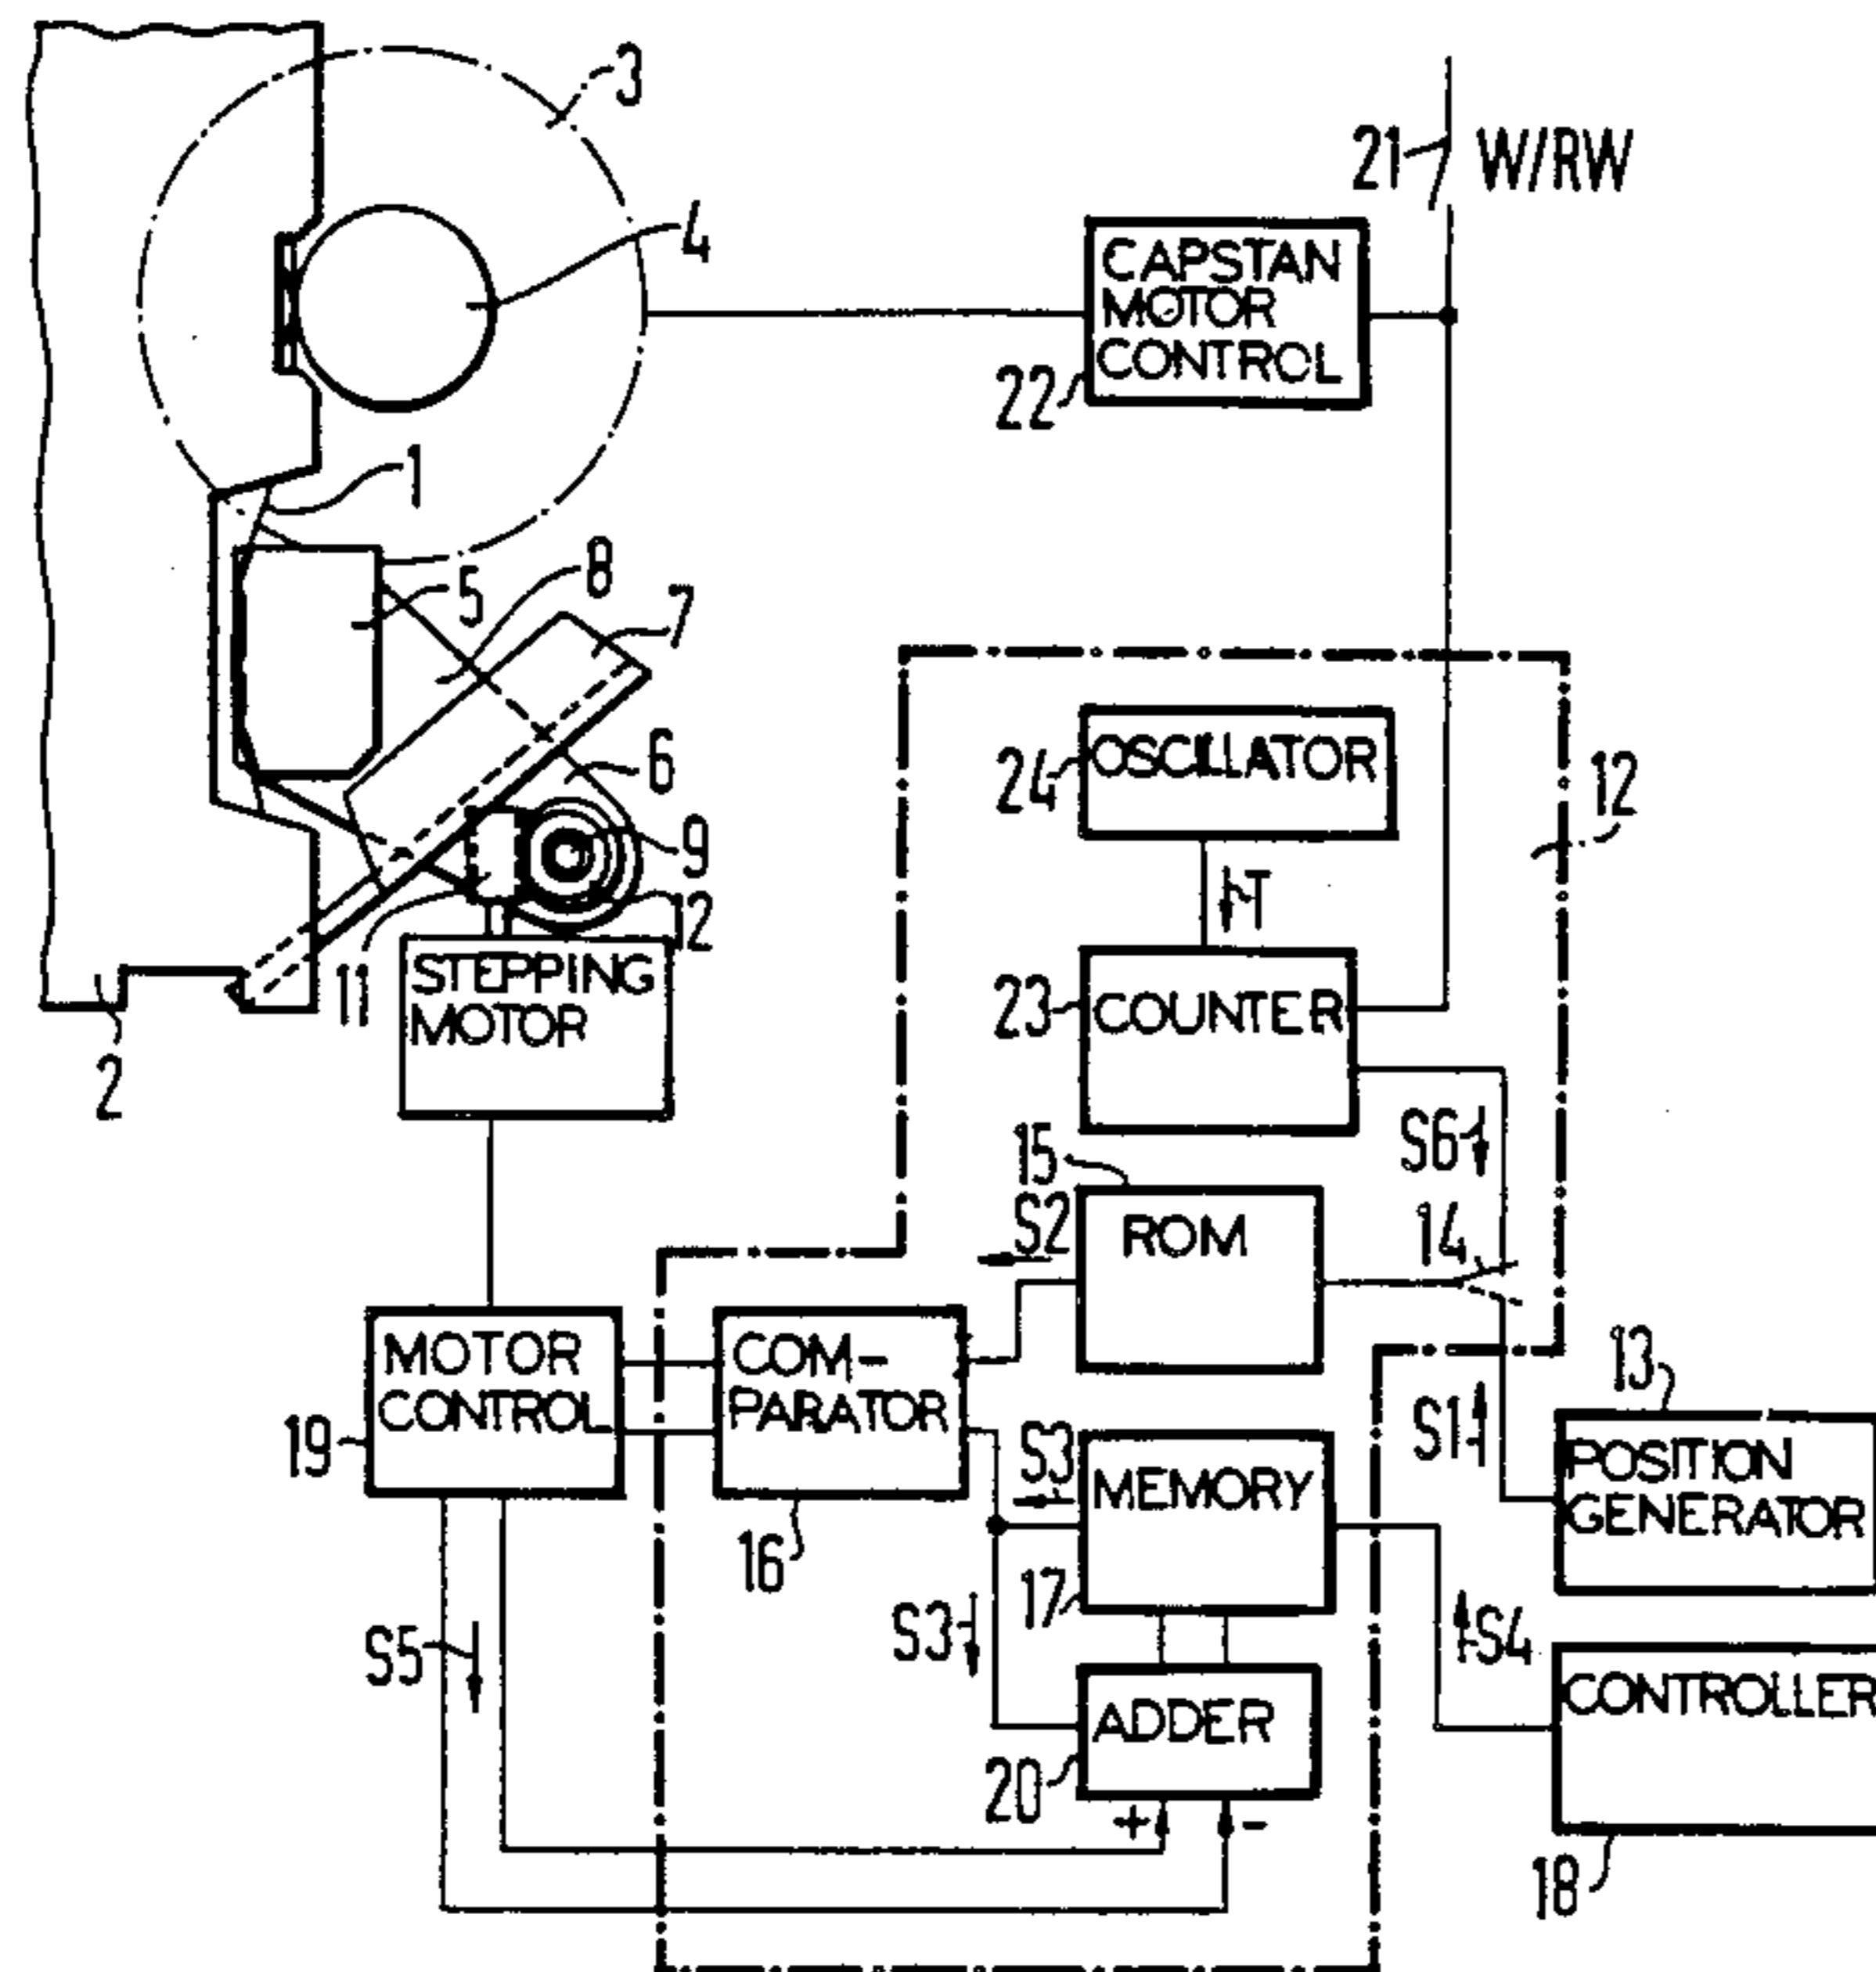 3
21 W/RW
4
CAPSTAN
MOTOR
CONTROL
22
1
8
5
7
6
24
OSCILLATOR
12
9
T
12
11
STEPPING
MOTOR
23
COUNTER
2
S6
15
S2
ROM
14
MOTOR
CONTROL
19
COM-
PARATOR
16
13
S1
POSITION
GENERATOR
S3
MEMORY
17
S3
S5
S4
ADDER
20
CONTROLLER
+ -
18